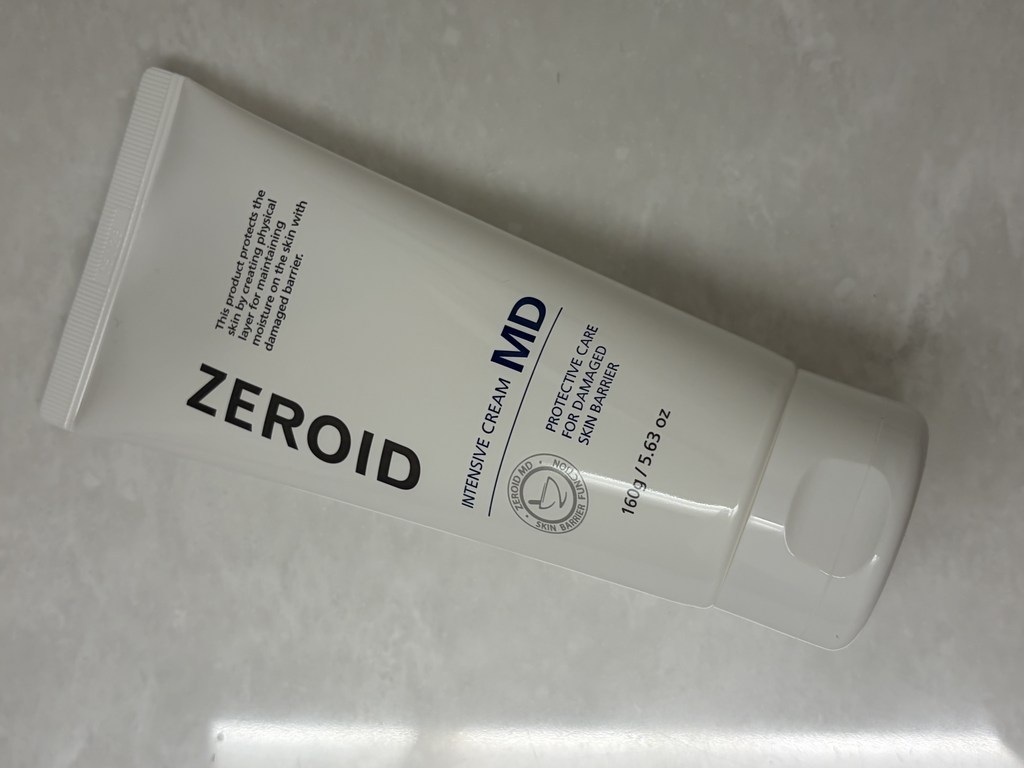 ZEROID
This product protects the
skin by creating physical
layer for maintaining
moisture on the skin with
damaged barrier.
INTENSIVE CREAM MD
ZEROID MD · SKIN BARRIER FUNCTION ·
PROTECTIVE CARE
FOR DAMAGED
SKIN BARRIER
160g / 5.63 oz